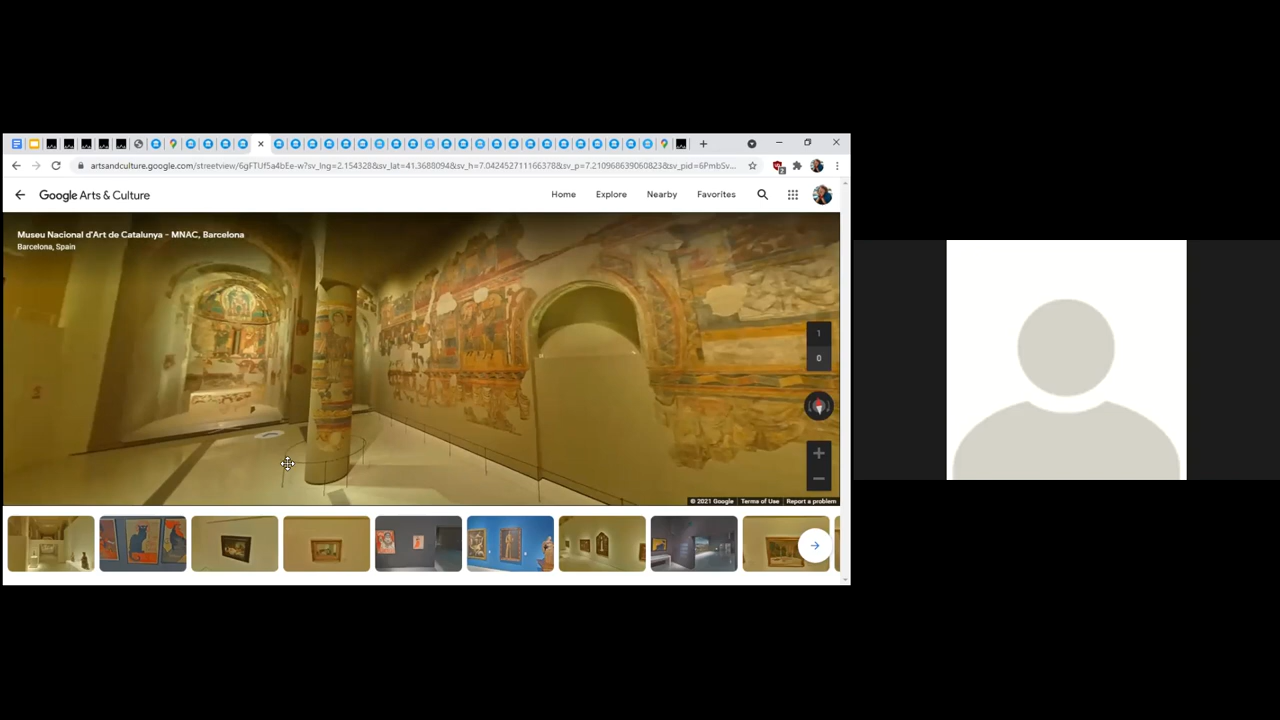 artsandculture.google.com/streetview/6gFTUf5a4bEe-w?sv_lng=2.154328&sv_lat=41.3688094&sv_h=7.042452711166378&sv_p=7.210968639060823&sv_pid=6PmbSv...
Google Arts & Culture
Home
Explore
Nearby
Favorites
Museu Nacional d'Art de Catalunya - MNAC, Barcelona
Barcelona, Spain
1
0
© 2021 Google
Terms of Use
Report a problem